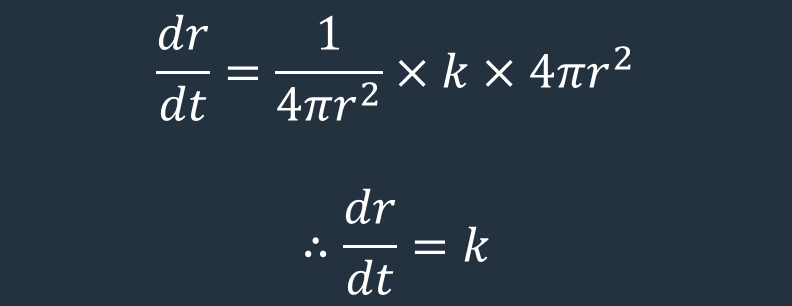 dr/dt = 1/4πr² × k × 4πr²
∴ dr/dt = k